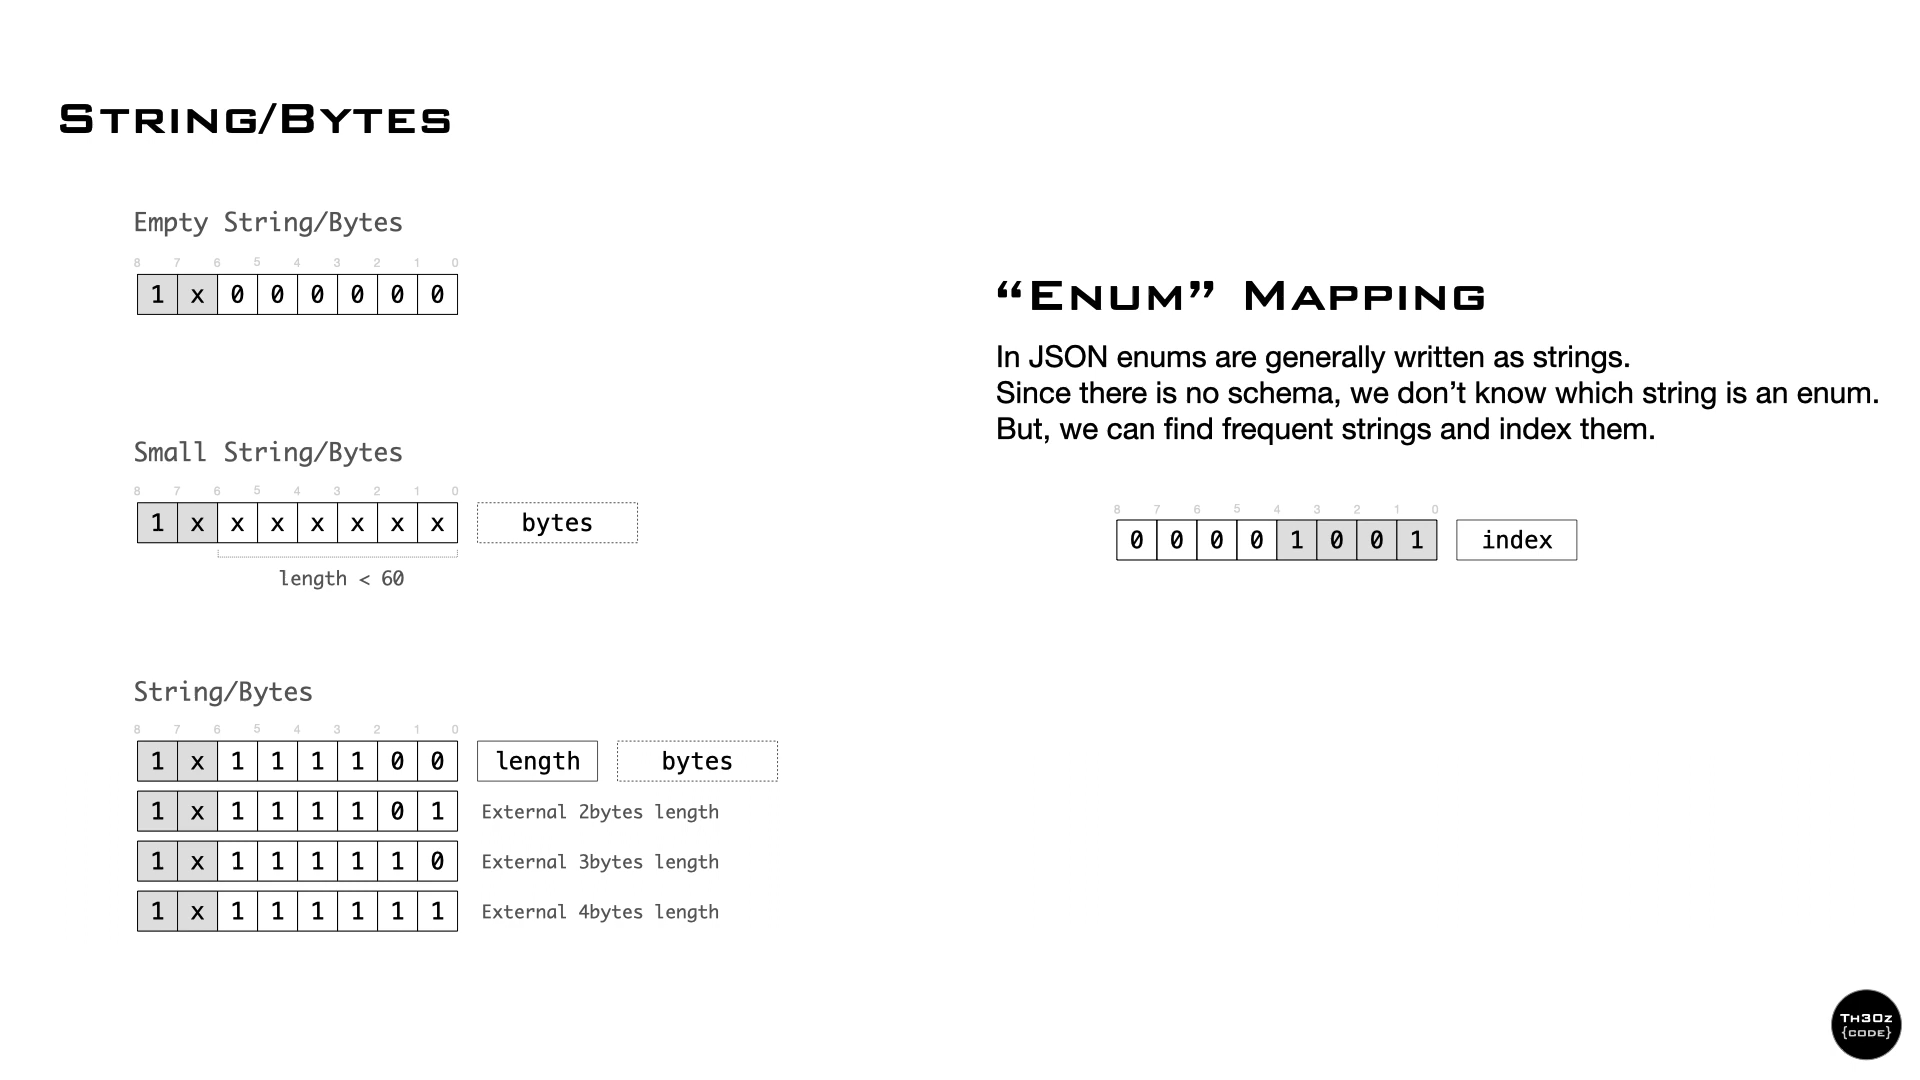 STRING/BYTES
Empty String/Bytes
8 7 6 5 4 3 2 1 0
1 x 0 0 0 0 0 0
Small String/Bytes
8 7 6 5 4 3 2 1 0
1 x x x x x x x bytes
length < 60
String/Bytes
8 7 6 5 4 3 2 1 0
1 x 1 1 1 1 0 0 length bytes
1 x 1 1 1 1 0 1 External 2bytes length
1 x 1 1 1 1 1 0 External 3bytes length
1 x 1 1 1 1 1 1 External 4bytes length
“ENUM” MAPPING
In JSON enums are generally written as strings.
Since there is no schema, we don’t know which string is an enum.
But, we can find frequent strings and index them.
8 7 6 5 4 3 2 1 0
0 0 0 0 1 0 0 1 index
TH30Z
{CODE}